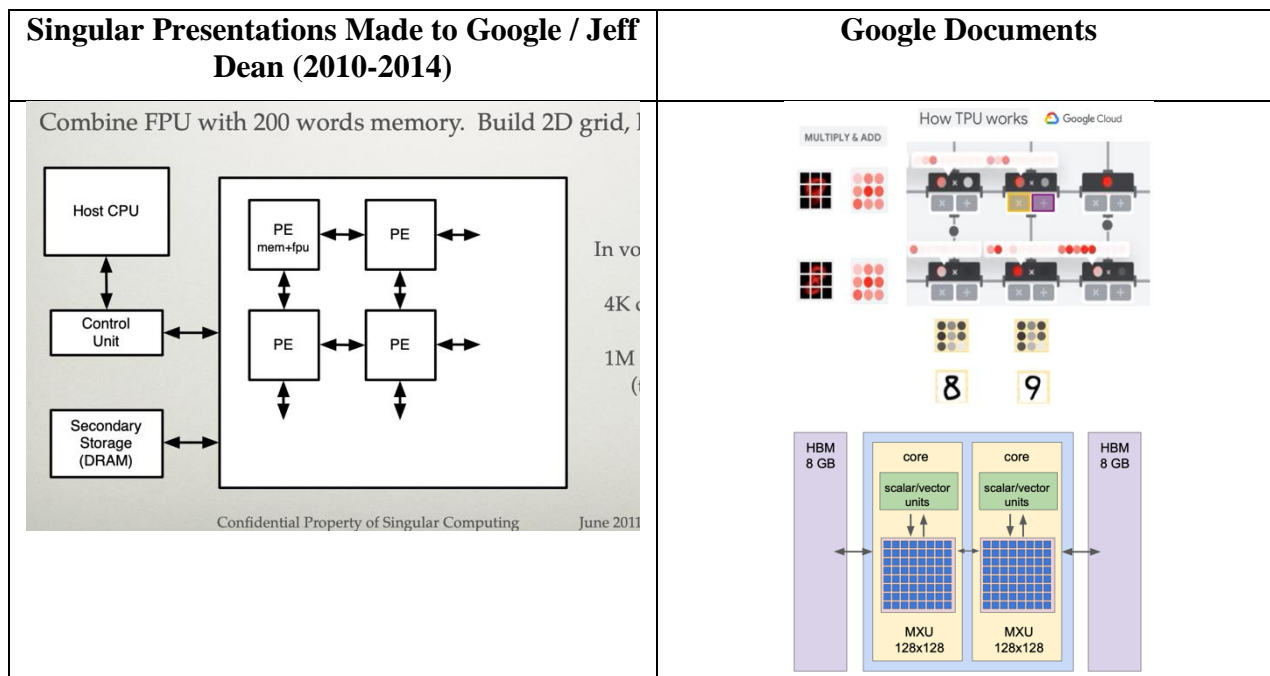 Singular Presentations Made to Google / Jeff
Dean (2010-2014)
Google Documents
Combine FPU with 200 words memory. Build 2D grid,
Host CPU
Control
Unit
Secondary
Storage
(DRAM)
PE
mem+fpu
PE
PE
PE
In vo
4K
1M
Confidential Property of Singular Computing
June 2011
How TPU works
Google Cloud
MULTIPLY & ADD
8
9
HBM
8 GB
core
scalar/vector
units
MXU
128x128
core
scalar/vector
units
MXU
128x128
HBM
8 GB